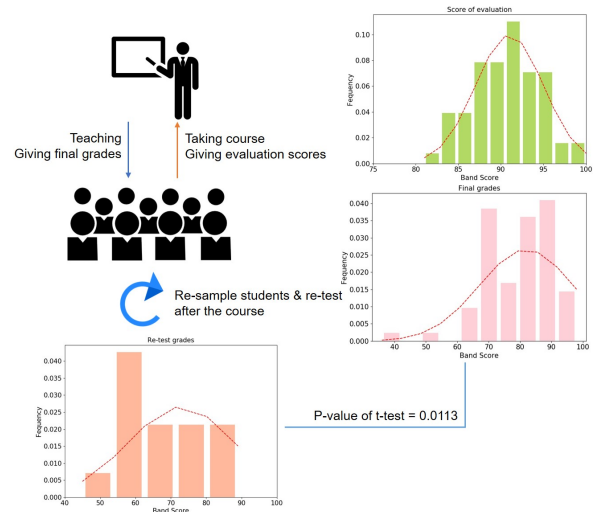 Score of evaluation
Fequency
0.10
0.08
0.06
0.04
0.02
0.00
75
80
85
90
95
100
Band Score
Teaching
Giving final grades
Taking course
Giving evaluation scores
Final grades
Fequency
0.040
0.035
0.030
0.025
0.020
0.015
0.010
0.005
0.000
40
50
60
70
80
90
100
Band Score
Re-sample students & re-test
after the course
Re-test grades
Fequency
0.040
0.035
0.030
0.025
0.020
0.015
0.010
0.005
0.000
40
50
60
70
80
90
100
Band Score
P-value of t-test = 0.0113